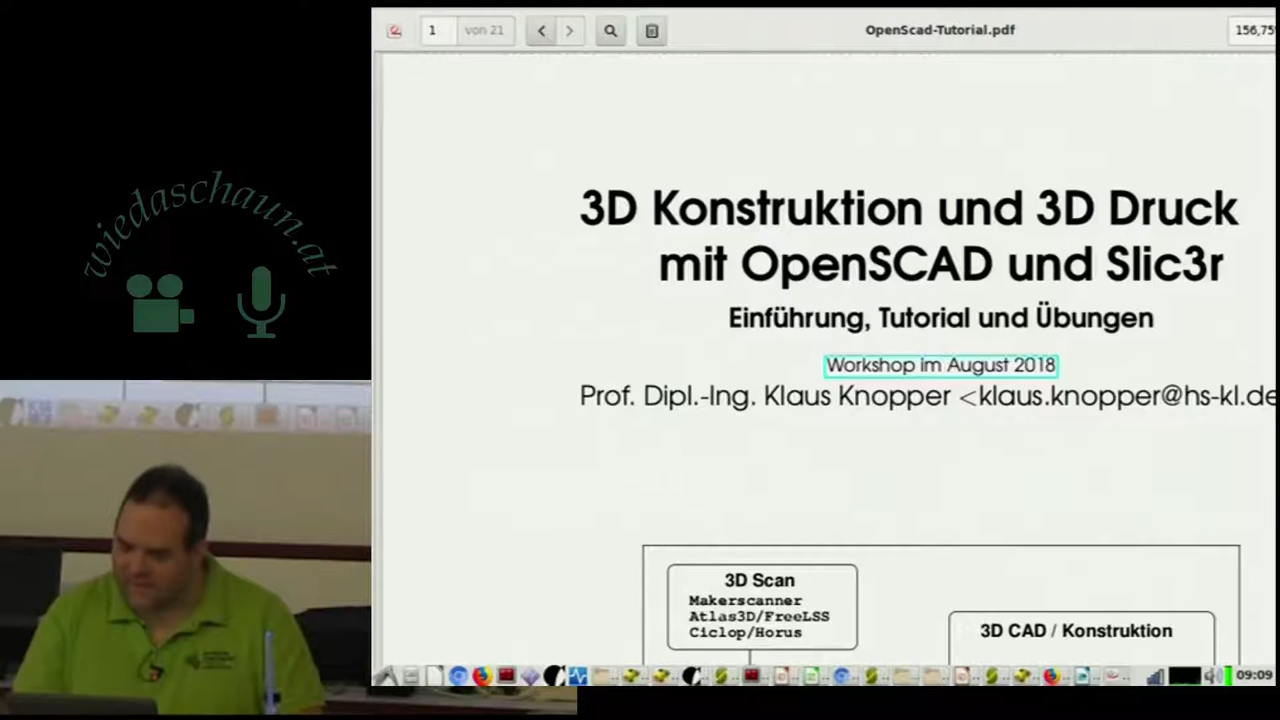 1 von 21
OpenScad-Tutorial.pdf
156,75
wiedaschaun.at
3D Konstruktion und 3D Druck
mit OpenSCAD und Slic3r
Einführung, Tutorial und Übungen
Workshop im August 2018
Prof. Dipl.-Ing. Klaus Knopper <klaus.knopper@hs-kl.de
3D Scan
Makerscanner
Atlas3D/FreeLSS
Ciclop/Horus
3D CAD / Konstruktion
09:09